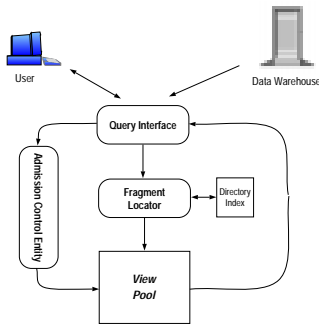 User
Data Warehouse
Query Interface
Admission Control Entity
Fragment
Locator
Directory
Index
View
Pool